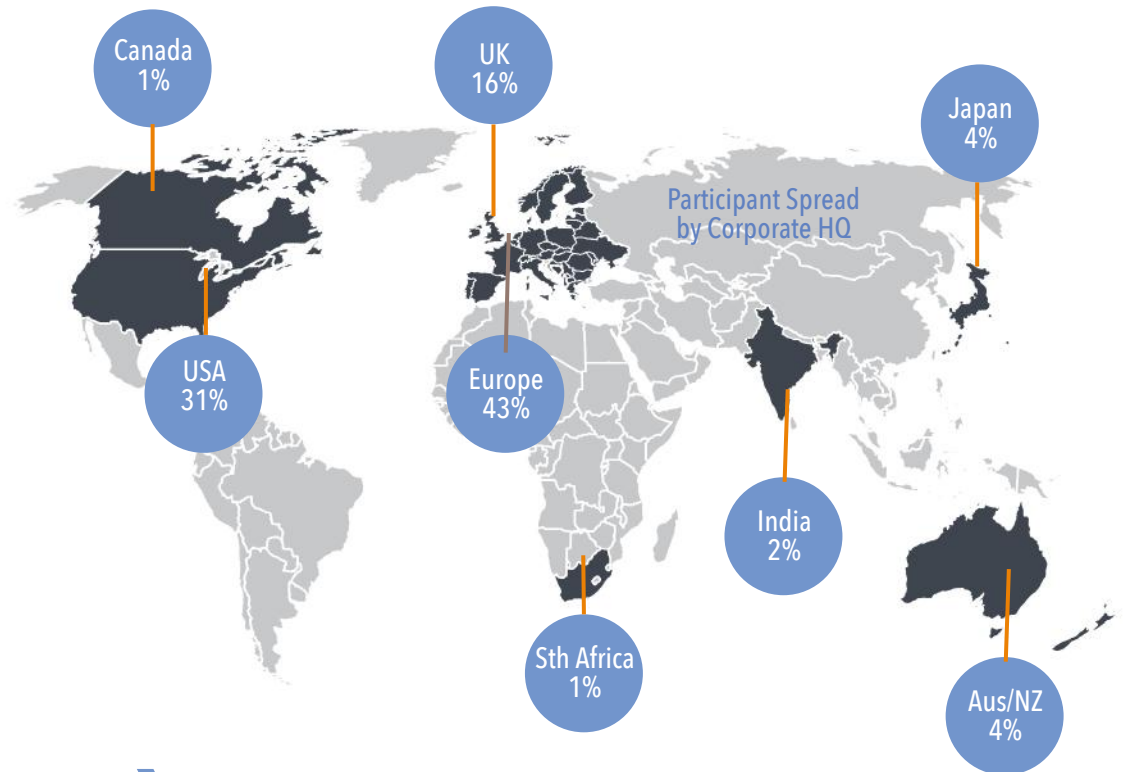 Canada
1%
UK
16%
Japan
4%
Participant Spread
by Corporate HQ
USA
31%
Europe
43%
India
2%
Sth Africa
1%
Aus/NZ
4%